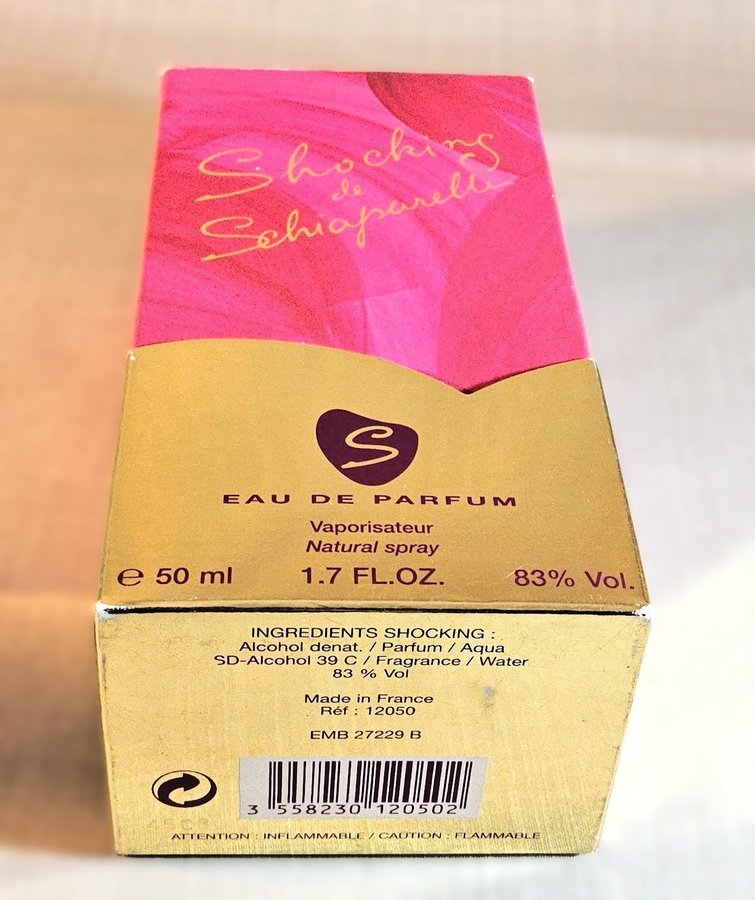 Shocking
de
Schiaparelli
S
EAU DE PARFUM
Vaporisateur
Natural spray
℮ 50 ml 1.7 FL.OZ. 83% Vol.
INGREDIENTS SHOCKING :
Alcohol denat. / Parfum / Aqua
SD-Alcohol 39 C / Fragrance / Water
83 % Vol
Made in France
Réf : 12050
EMB 27229 B
3 558230 120502
ATTENTION : INFLAMMABLE / CAUTION : FLAMMABLE